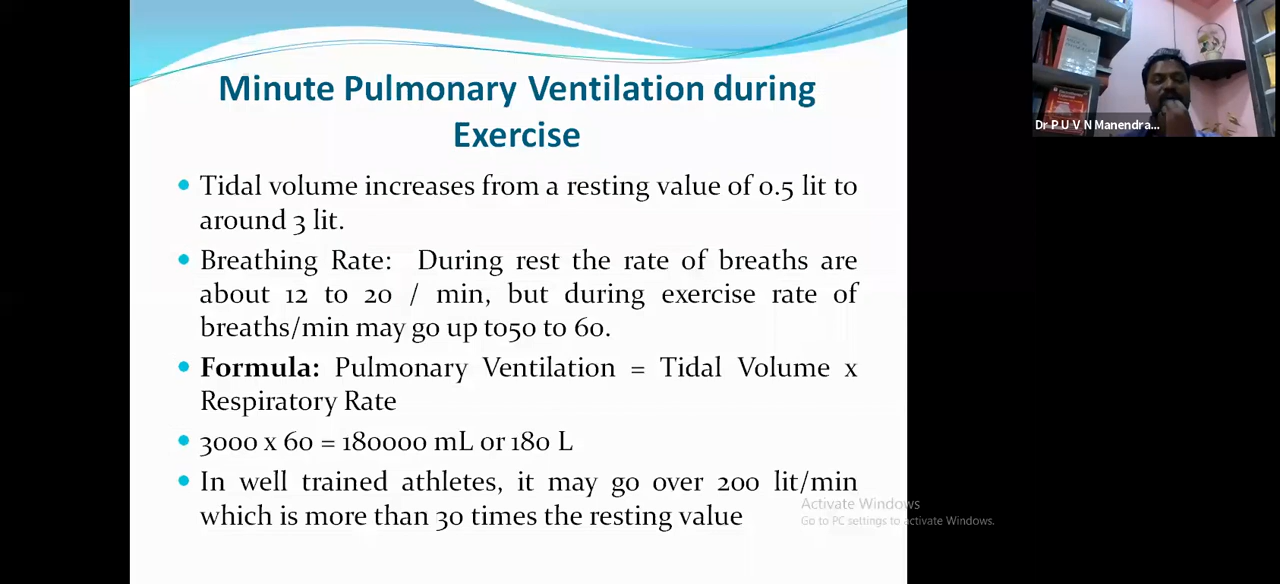 Minute Pulmonary Ventilation during
Exercise
Tidal volume increases from a resting value of 0.5 lit to
around 3 lit.
Breathing Rate: During rest the rate of breaths are
about 12 to 20 / min, but during exercise rate of
breaths/min may go up to50 to 60.
Formula: Pulmonary Ventilation = Tidal Volume x
Respiratory Rate
3000 x 60 = 180000 mL or 180 L
In well trained athletes, it may go over 200 lit/min
which is more than 30 times the resting value
Dr P U V N Manendra...
Activate Windows
Go to PC settings to activate Windows.